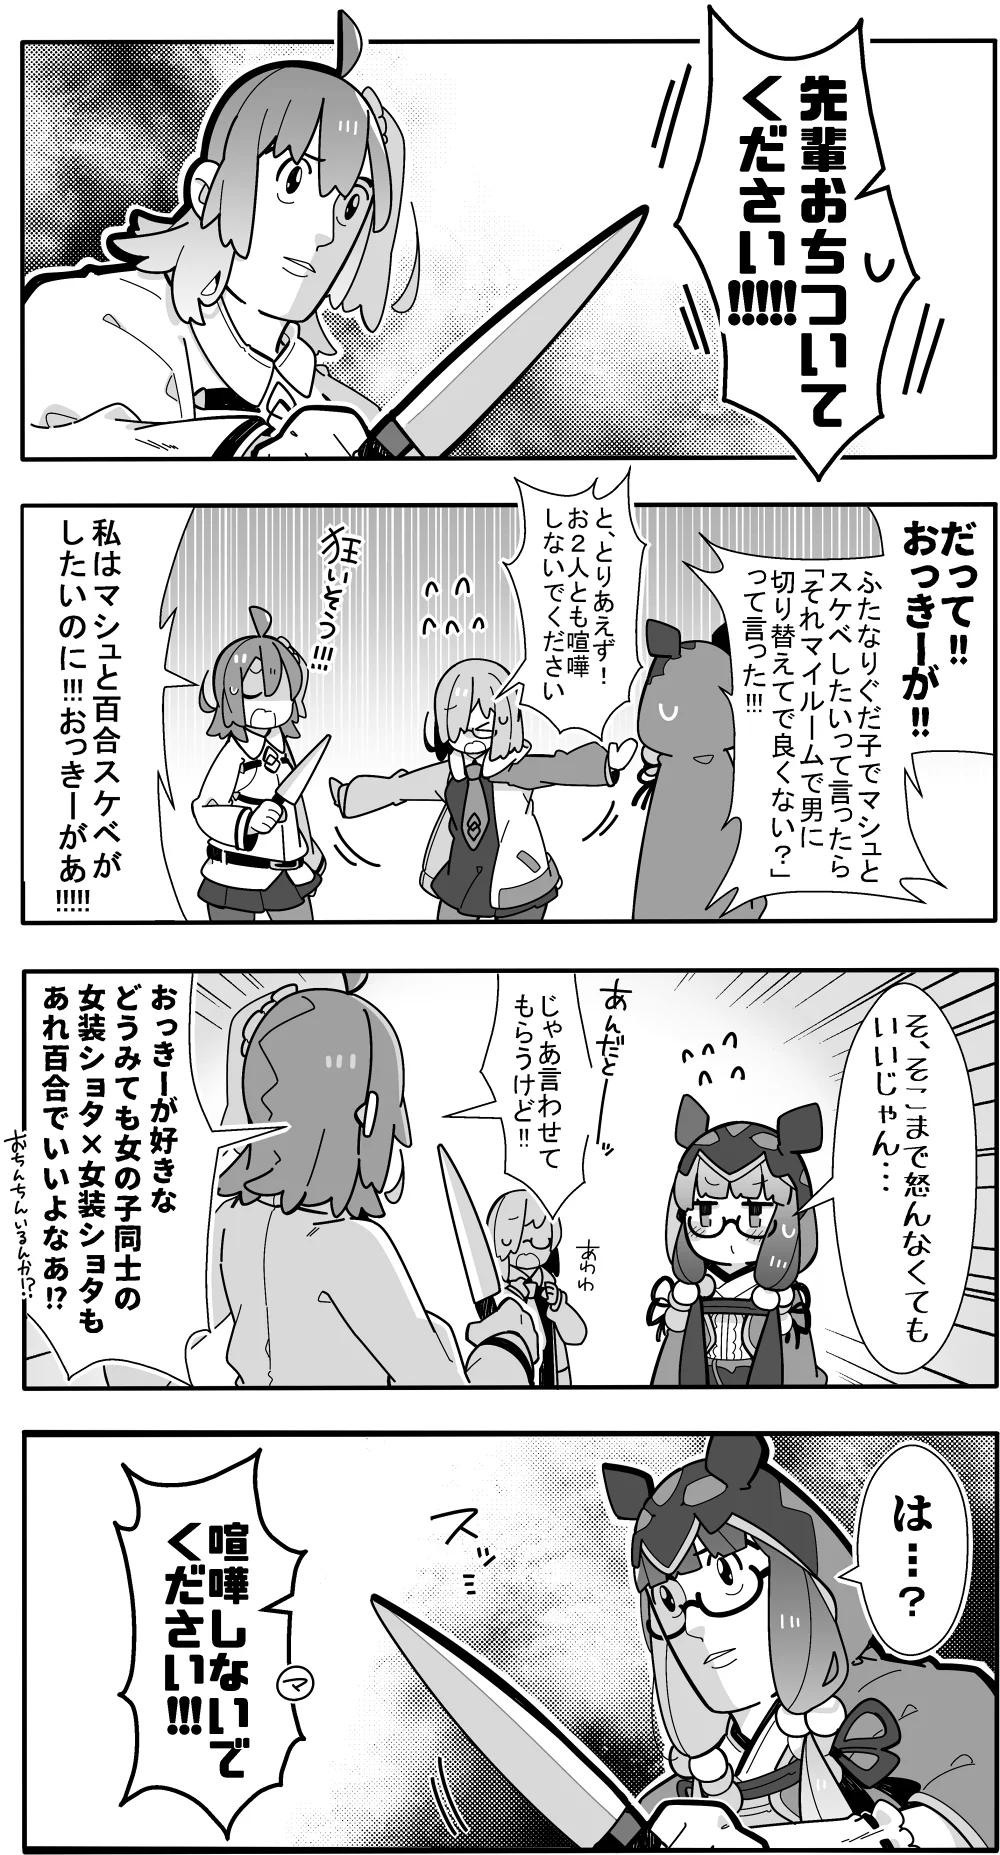 先輩おちついて
ください!!!!!
だって!!
おっきーが!!
ふたなりぐだ子でマシュと
スケベしたいって言ったら
「それマイルームで男に
切り替えてで良くない？」
って言った!!!
と、とりあえず！
お２人とも喧嘩
しないでください
狂いそう!!!
私はマシュと百合スケベが
したいのに!!!おっきーがあ!!!!!
そ、そこまで怒んなくても
いいじゃん・・・
あんだとーーッ
じゃあ言わせて
もらうけど!!
あわわ
おっきーが好きな
どうみても女の子同士の
女装ショタ×女装ショタも
あれ百合でいいよなあ!?
おちんちんいるんか!?
は…？
スッ
喧嘩しないで
ください!!!
マ